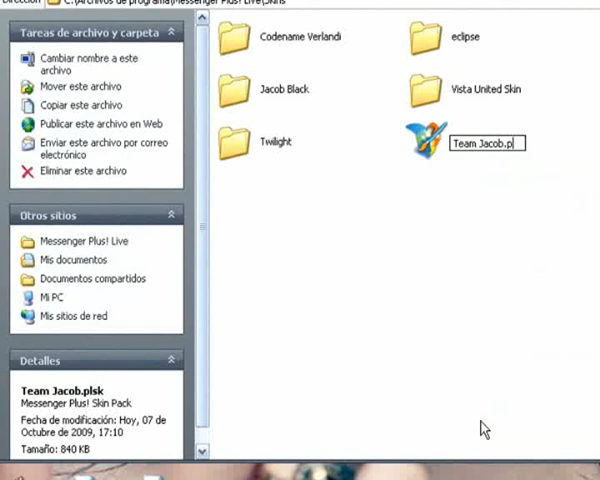 Dirección C:\Archivos de programa\Messenger Plus! Live\Skins
Tareas de archivo y carpeta
Cambiar nombre a este
archivo
Mover este archivo
Copiar este archivo
Publicar este archivo en Web
Enviar este archivo por correo
electrónico
Eliminar este archivo
Otros sitios
Messenger Plus! Live
Mis documentos
Documentos compartidos
Mi PC
Mis sitios de red
Detalles
Team Jacob.plsk
Messenger Plus! Skin Pack
Fecha de modificación: Hoy, 07 de
Octubre de 2009, 17:10
Tamaño: 840 KB
Codename Verlandi
eclipse
Jacob Black
Vista United Skin
Twilight
Team Jacob.p